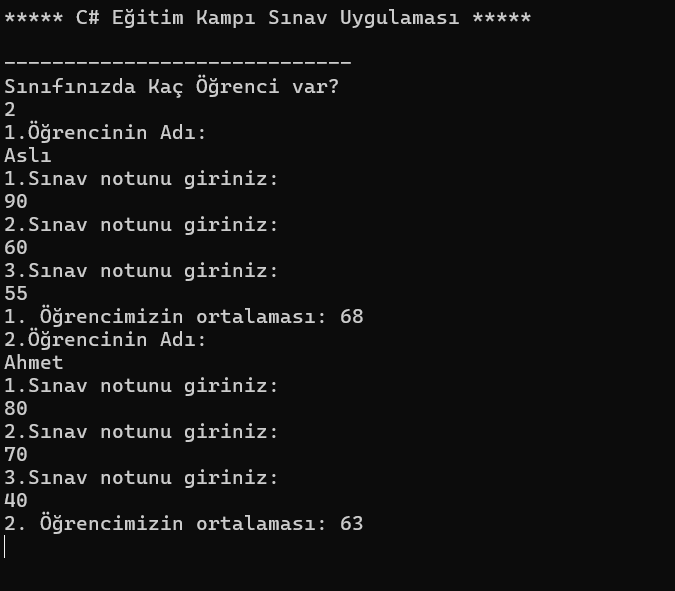 ***** C# Eğitim Kampı Sınav Uygulaması *****
-----------------------------
Sınıfınızda Kaç Öğrenci var?
2
1.Öğrencinin Adı:
Aslı
1.Sınav notunu giriniz:
90
2.Sınav notunu giriniz:
60
3.Sınav notunu giriniz:
55
1. Öğrencimizin ortalaması: 68
2.Öğrencinin Adı:
Ahmet
1.Sınav notunu giriniz:
80
2.Sınav notunu giriniz:
70
3.Sınav notunu giriniz:
40
2. Öğrencimizin ortalaması: 63